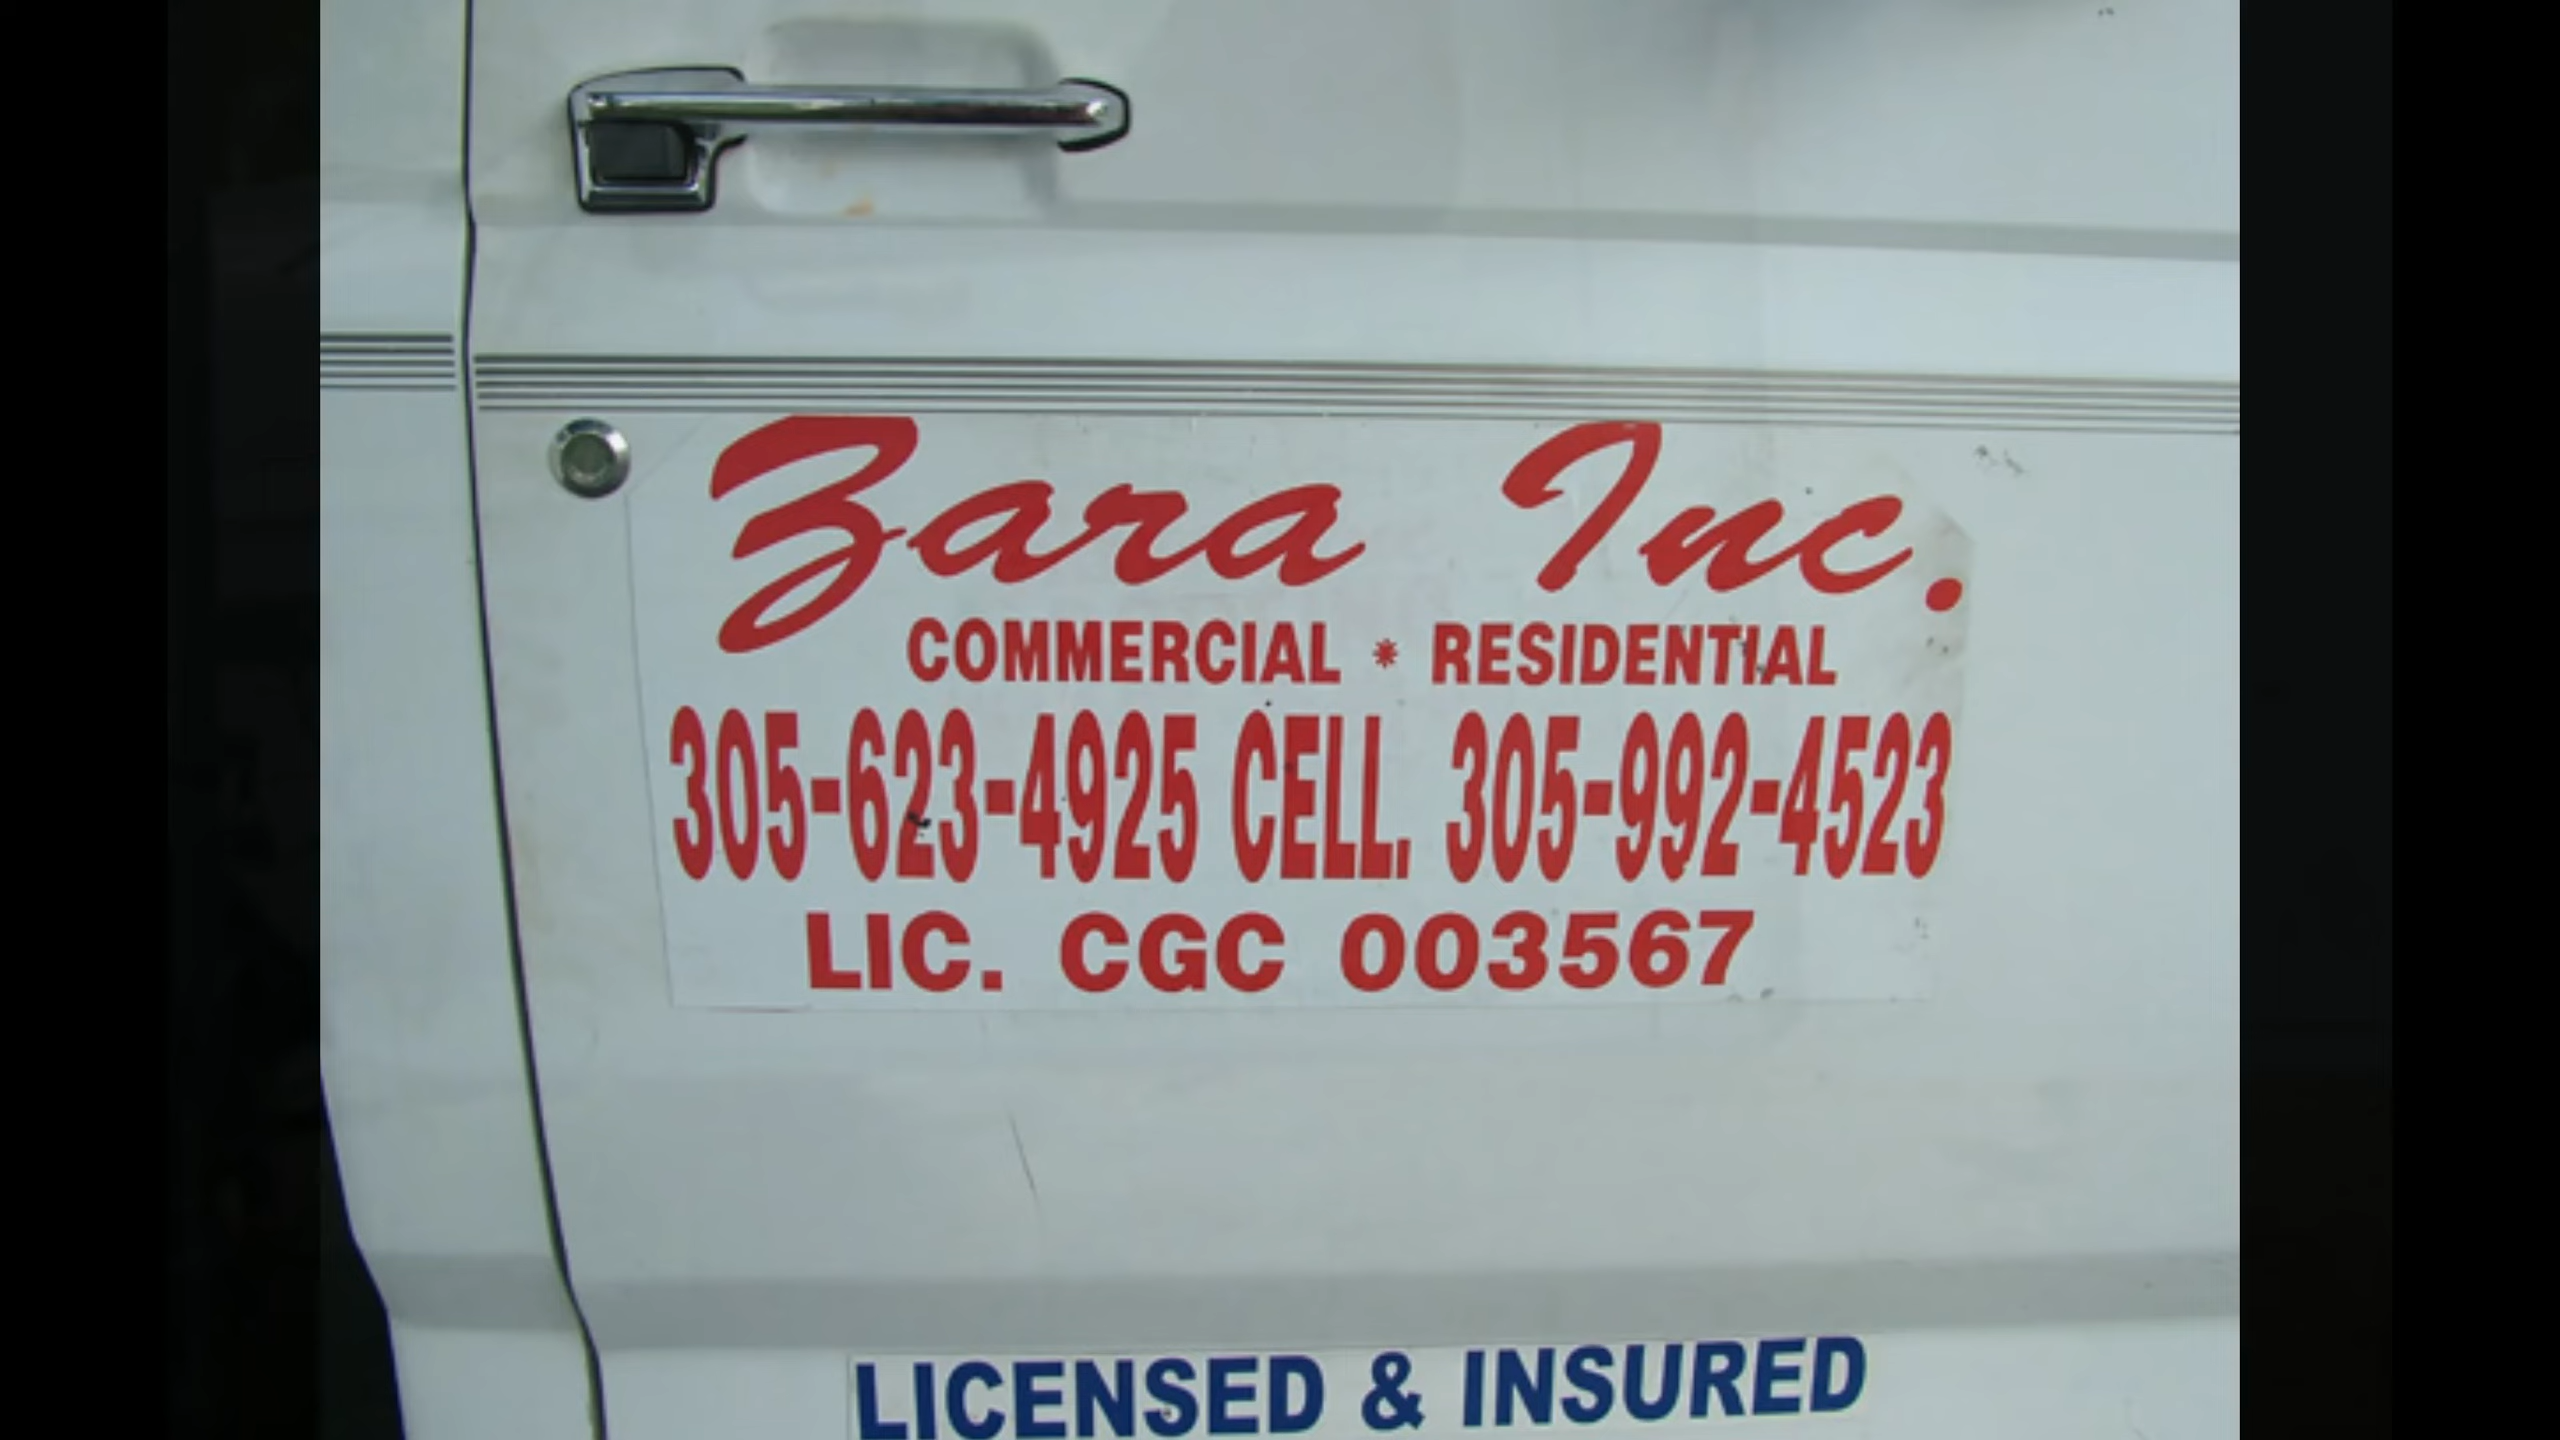 Zara Inc.
COMMERCIAL * RESIDENTIAL
305-623-4925 CELL. 305-992-4523
LIC. CGC 003567
LICENSED & INSURED